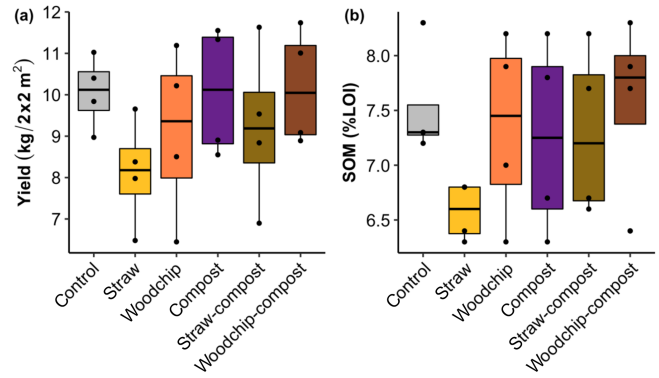 (a)
Yield (kg/2x2 m²)
12
11
10
9
8
7
Control
Straw
Woodchip
Compost
Straw-compost
Woodchip-compost
(b)
SOM (%LOI)
8.0
7.5
7.0
6.5
Control
Straw
Woodchip
Compost
Straw-compost
Woodchip-compost